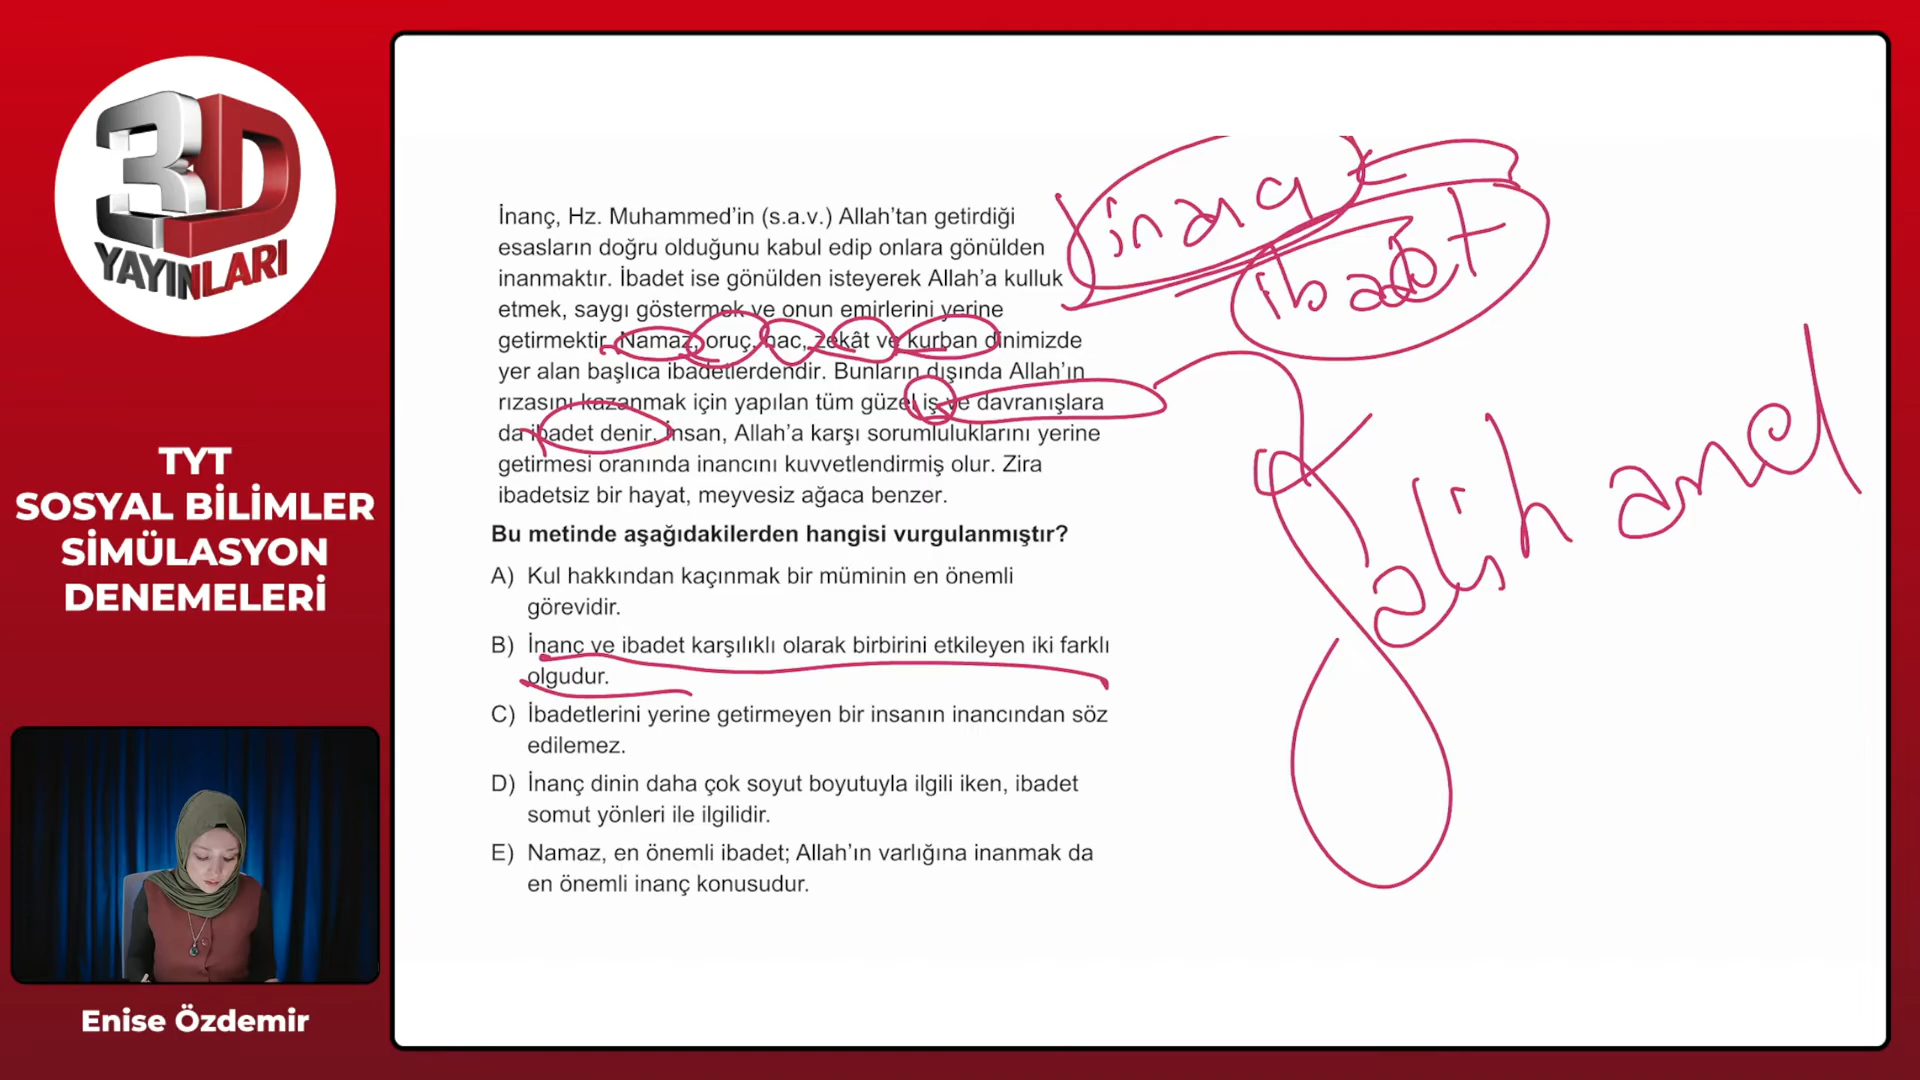 3D
YAYINLARI
TYT
SOSYAL BİLİMLER
SİMÜLASYON
DENEMELERİ
Enise Özdemir
İnanç, Hz. Muhammed'in (s.a.v.) Allah'tan getirdiği
esasların doğru olduğunu kabul edip onlara gönülden
inanmaktır. İbadet ise gönülden isteyerek Allah'a kulluk
etmek, saygı göstermek ve onun emirlerini yerine
getirmektir. Namaz, oruç, hac, zekât ve kurban dinimizde
yer alan başlıca ibadetlerdendir. Bunların dışında Allah'ın
rızasını kazanmak için yapılan tüm güzel iş ve davranışlara
da ibadet denir. İnsan, Allah'a karşı sorumluluklarını yerine
getirmesi oranında inancını kuvvetlendirmiş olur. Zira
ibadetsiz bir hayat, meyvesiz ağaca benzer.
Bu metinde aşağıdakilerden hangisi vurgulanmıştır?
A) Kul hakkından kaçınmak bir müminin en önemli
görevidir.
B) İnanç ve ibadet karşılıklı olarak birbirini etkileyen iki farklı
olgudur.
C) İbadetlerini yerine getirmeyen bir insanın inancından söz
edilemez.
D) İnanç dinin daha çok soyut boyutuyla ilgili iken, ibadet
somut yönleri ile ilgilidir.
E) Namaz, en önemli ibadet; Allah'ın varlığına inanmak da
en önemli inanç konusudur.
inanç
ibadet